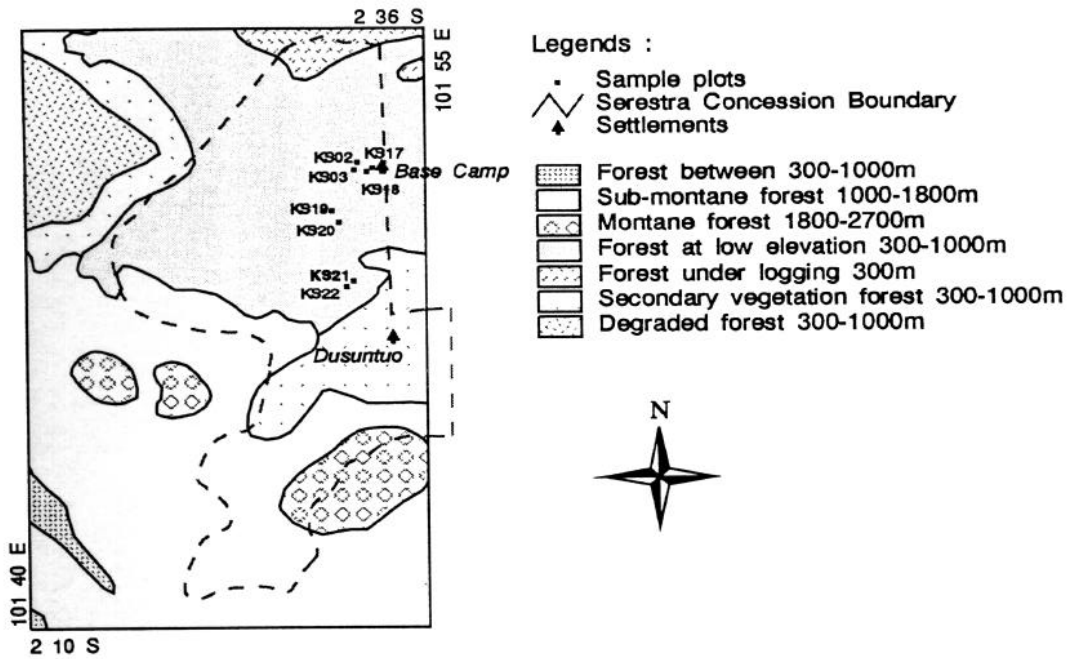 2 36 S
101 55 E
Legends :
Sample plots
Serestra Concession Boundary
Settlements
KS02
KS17
KS03
KS18
Base Camp
KS19
KS20
KS21
KS22
Dusuntuo
Forest between 300-1000m
Sub-montane forest 1000-1800m
Montane forest 1800-2700m
Forest at low elevation 300-1000m
Forest under logging 300m
Secondary vegetation forest 300-1000m
Degraded forest 300-1000m
N
101 40 E
2 10 S